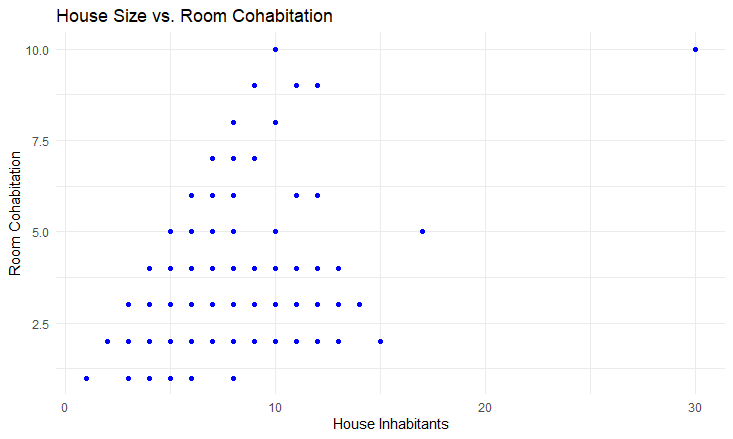 House Size vs. Room Cohabitation
10.0
7.5
5.0
2.5
Room Cohabitation
0 10 20 30
House Inhabitants